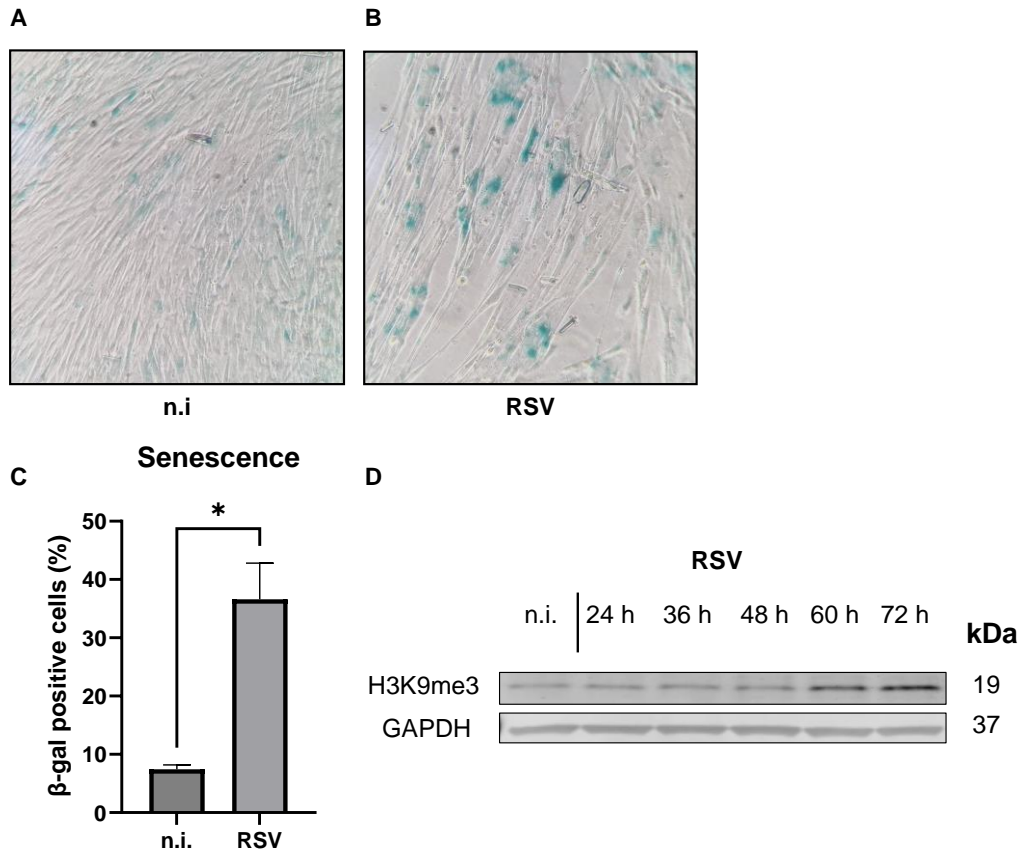 A
B
n.i
RSV
Senescence
C
β-gal positive cells (%)
50
40
30
20
10
0
*
n.i.
RSV
D
RSV
n.i. 24 h 36 h 48 h 60 h 72 h
kDa
H3K9me3 19
GAPDH 37